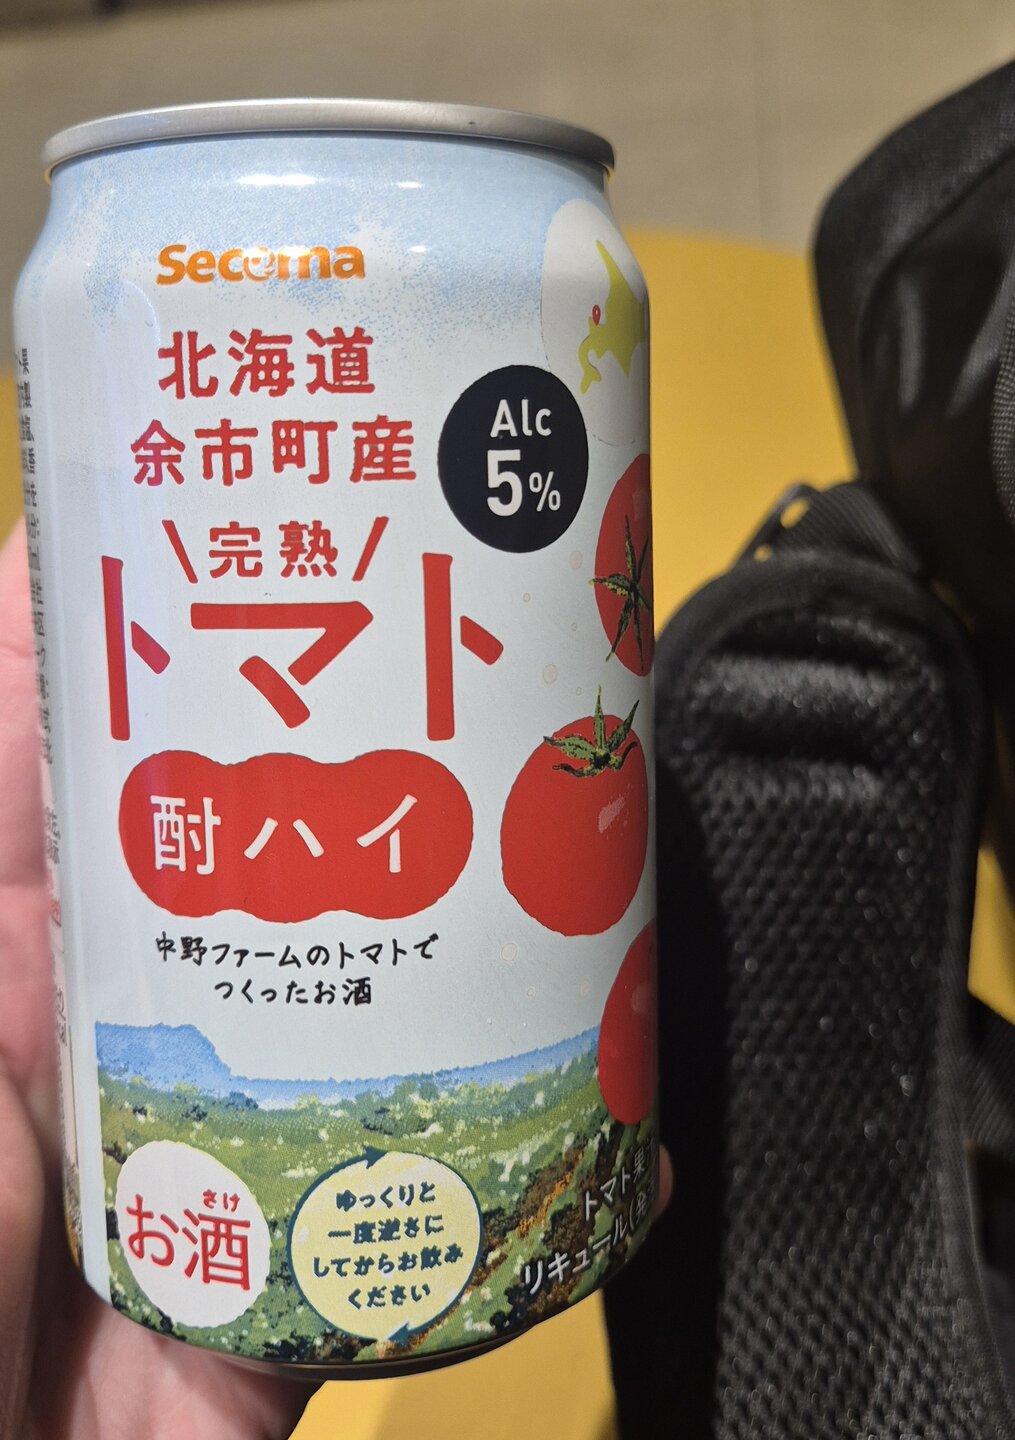 Secoma
北海道
余市町産
Alc
5%
\完熟/
トマト
酎ハイ
中野ファームのトマトで
つくったお酒
さけ
お酒
ゆっくりと
一度逆さに
してからお飲み
ください
トマト果
リキュール(発